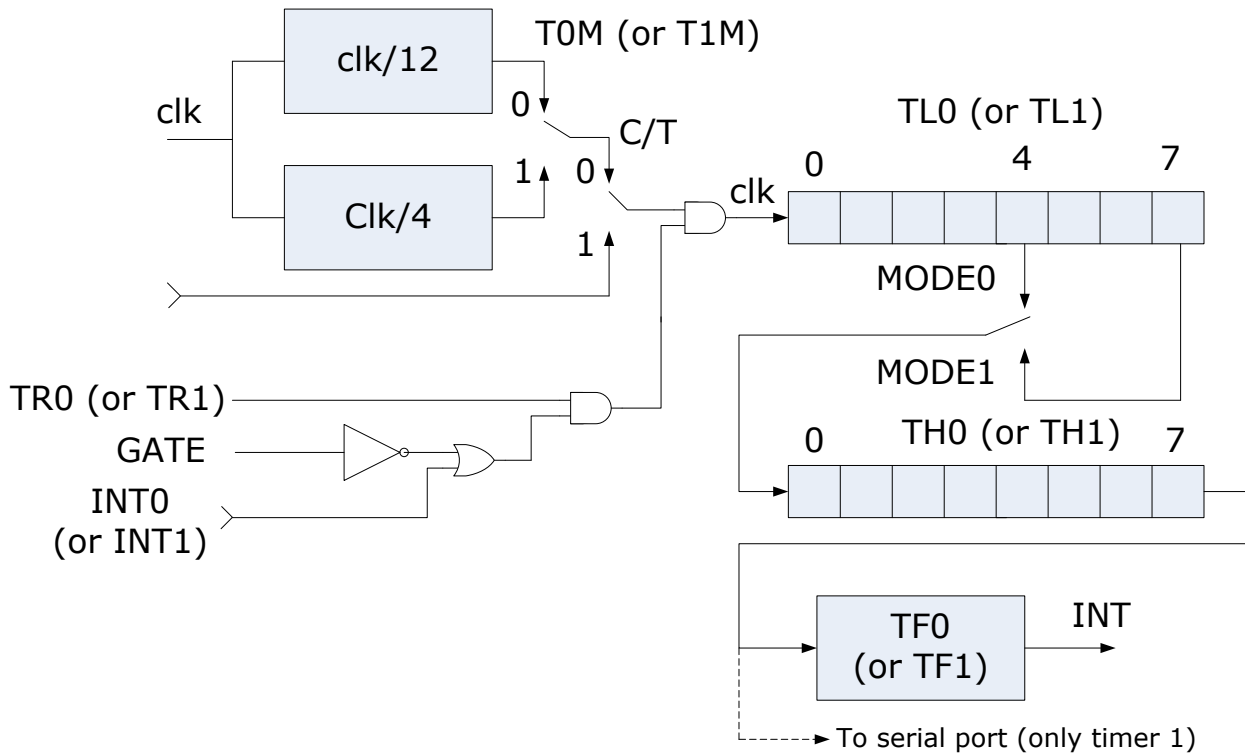 clk/12
T0M (or T1M)
clk
0
C/T
TL0 (or TL1)
0
4
7
1
0
clk
Clk/4
1
MODE0
MODE1
TR0 (or TR1)
GATE
INT0
(or INT1)
0
TH0 (or TH1)
7
TF0
(or TF1)
INT
To serial port (only timer 1)